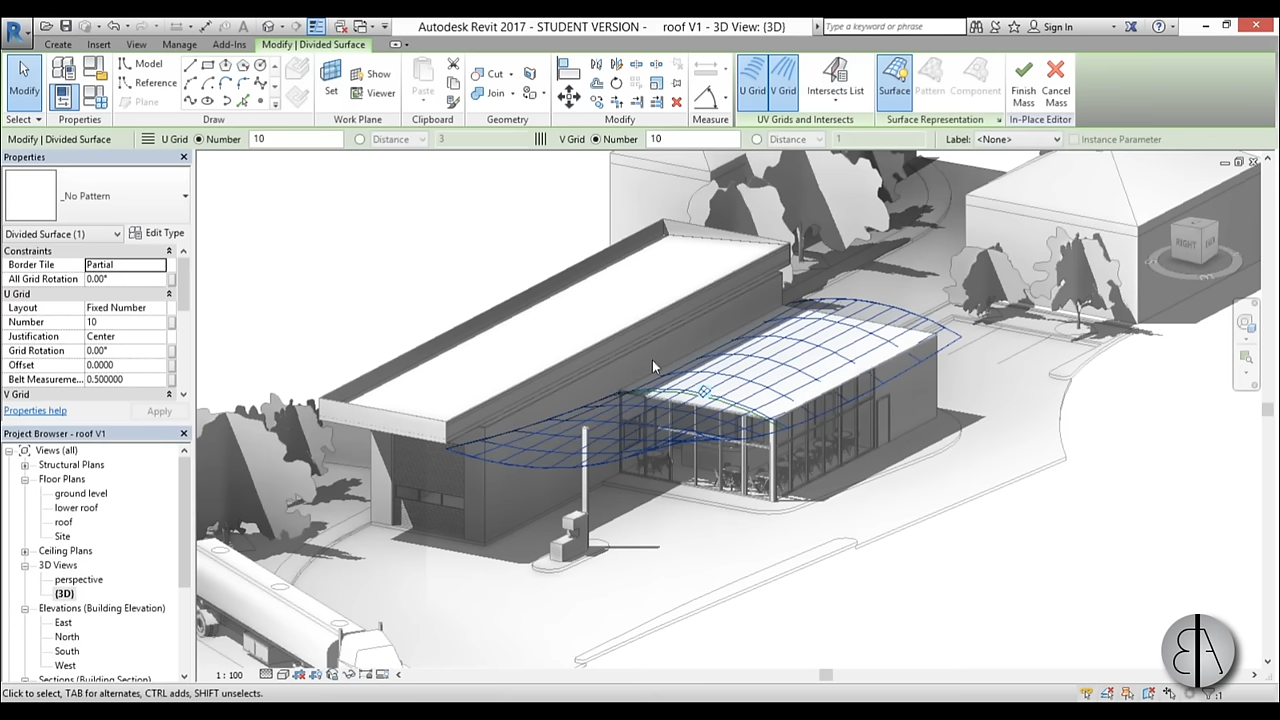 Autodesk Revit 2017 - STUDENT VERSION - roof V1 - 3D View: {3D}
Type a keyword or phrase
Sign In
Create Insert View Manage Add-Ins Modify | Divided Surface
Modify
Model
Reference
Plane
Set
Show
Viewer
Paste
Cut
Join
U Grid
V Grid
Intersects List
Surface
Pattern
Component
Finish Mass
Cancel Mass
Select Properties Draw Work Plane Clipboard Geometry Modify Measure UV Grids and Intersects Surface Representation In-Place Editor
Modify | Divided Surface U Grid Number 10 Distance 3 V Grid Number 10 Distance 1 Label: <None> Instance Parameter
Properties
_No Pattern
Divided Surface (1) Edit Type
Constraints
Border Tile Partial
All Grid Rotation 0.00°
U Grid
Layout Fixed Number
Number 10
Justification Center
Grid Rotation 0.00°
Offset 0.0000
Belt Measureme... 0.500000
V Grid
Properties help Apply
Project Browser - roof V1
Views (all)
Structural Plans
Floor Plans
ground level
lower roof
roof
Site
Ceiling Plans
3D Views
perspective
{3D}
Elevations (Building Elevation)
East
North
South
West
Sections (Building Section)
RIGHT
1 : 100
Click to select, TAB for alternates, CTRL adds, SHIFT unselects.
:1